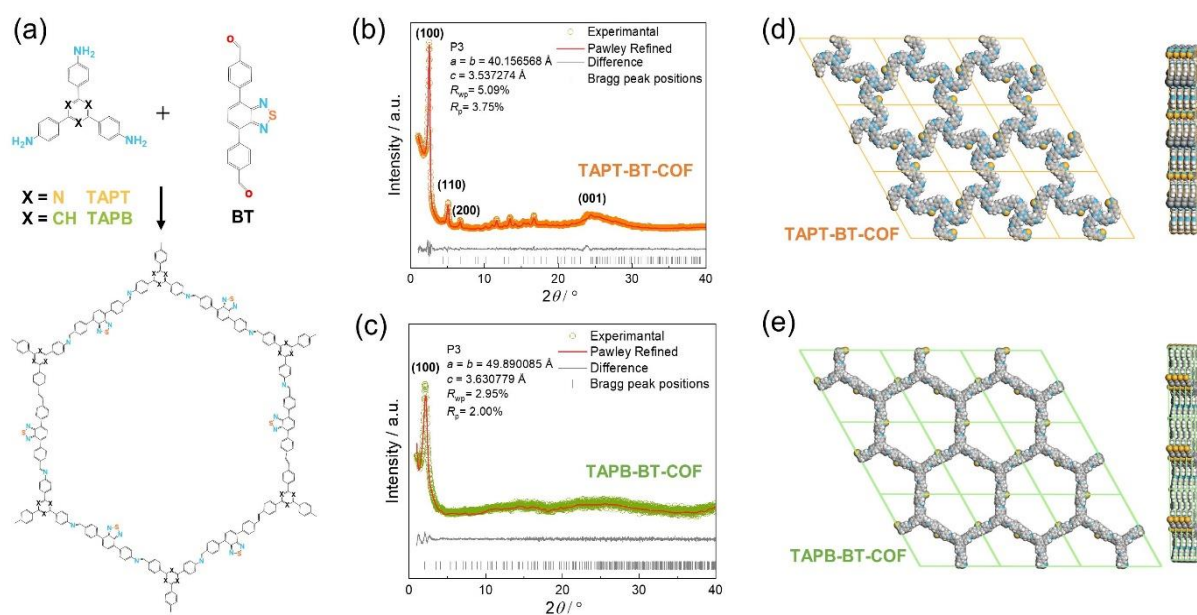 (a)
NH₂
X
X
X
H₂N
NH₂
+
O
N
S
N
O
X = N TAPT
X = CH TAPB
BT
(b)
(100)
Experimental
P3
Pawley Refined
a = b = 40.156568 Å
Difference
c = 3.537274 Å
Bragg peak positions
Rwp = 5.09%
Rp = 3.75%
TAPT-BT-COF
(110)
(200)
(001)
Intensity / a.u.
0 10 20 30 40
2θ / °
(c)
Experimantal
P3
Pawley Refined
a = b = 49.890085 Å
Difference
(100)
c = 3.630779 Å
Bragg peak positions
Rwp = 2.95%
Rp = 2.00%
TAPB-BT-COF
Intensity / a.u.
0 10 20 30 40
2θ / °
(d)
TAPT-BT-COF
(e)
TAPB-BT-COF